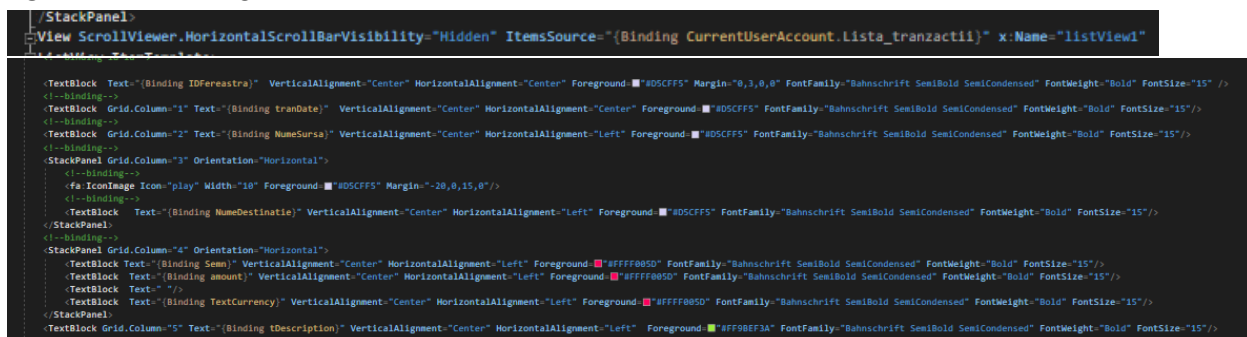 /StackPanel>
View ScrollViewer.HorizontalScrollBarVisibility="Hidden" ItemsSource="{Binding CurrentUserAccount.Lista_tranzactii}" x:Name="listView1"
<TextBlock Text="{Binding IDFereastra}" VerticalAlignment="Center" HorizontalAlignment="Center" Foreground="#D5CFF5" Margin="0,3,0,0" FontFamily="Bahnschrift SemiBold SemiCondensed" FontWeight="Bold" FontSize="15" />
<!--binding-->
<TextBlock Grid.Column="1" Text="{Binding tranDate}" VerticalAlignment="Center" HorizontalAlignment="Center" Foreground="#D5CFF5" FontFamily="Bahnschrift SemiBold SemiCondensed" FontWeight="Bold" FontSize="15"/>
<!--binding-->
<TextBlock Grid.Column="2" Text="{Binding NumeSursa}" VerticalAlignment="Center" HorizontalAlignment="Left" Foreground="#D5CFF5" FontFamily="Bahnschrift SemiBold SemiCondensed" FontWeight="Bold" FontSize="15"/>
<!--binding-->
<StackPanel Grid.Column="3" Orientation="Horizontal">
<!--binding-->
<fa:IconImage Icon="play" Width="10" Foreground="#D5CFF5" Margin="-20,0,15,0"/>
<!--binding-->
<TextBlock Text="{Binding NumeDestinatie}" VerticalAlignment="Center" HorizontalAlignment="Left" Foreground="#D5CFF5" FontFamily="Bahnschrift SemiBold SemiCondensed" FontWeight="Bold" FontSize="15"/>
</StackPanel>
<!--binding-->
<StackPanel Grid.Column="4" Orientation="Horizontal">
<TextBlock Text="{Binding Semn}" VerticalAlignment="Center" HorizontalAlignment="Left" Foreground="#FFFF005D" FontFamily="Bahnschrift SemiBold SemiCondensed" FontWeight="Bold" FontSize="15"/>
<TextBlock Text="{Binding amount}" VerticalAlignment="Center" HorizontalAlignment="Left" Foreground="#FFFF005D" FontFamily="Bahnschrift SemiBold SemiCondensed" FontWeight="Bold" FontSize="15"/>
<TextBlock Text=" "/>
<TextBlock Text="{Binding TextCurrency}" VerticalAlignment="Center" HorizontalAlignment="Left" Foreground="#FFFF005D" FontFamily="Bahnschrift SemiBold SemiCondensed" FontWeight="Bold" FontSize="15"/>
</StackPanel>
<TextBlock Grid.Column="5" Text="{Binding tDescription}" VerticalAlignment="Center" HorizontalAlignment="Left" Foreground="#FF9BEF3A" FontFamily="Bahnschrift SemiBold SemiCondensed" FontWeight="Bold" FontSize="15"/>